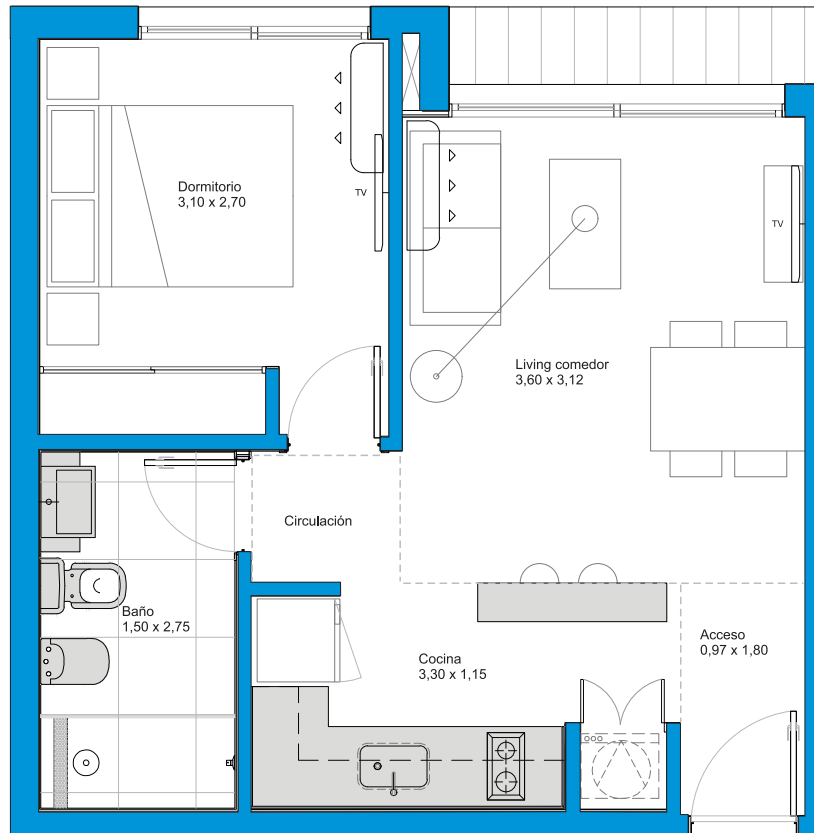 Dormitorio
3,10 x 2,70
TV
TV
Living comedor
3,60 x 3,12
Circulación
Baño
1,50 x 2,75
Cocina
3,30 x 1,15
Acceso
0,97 x 1,80